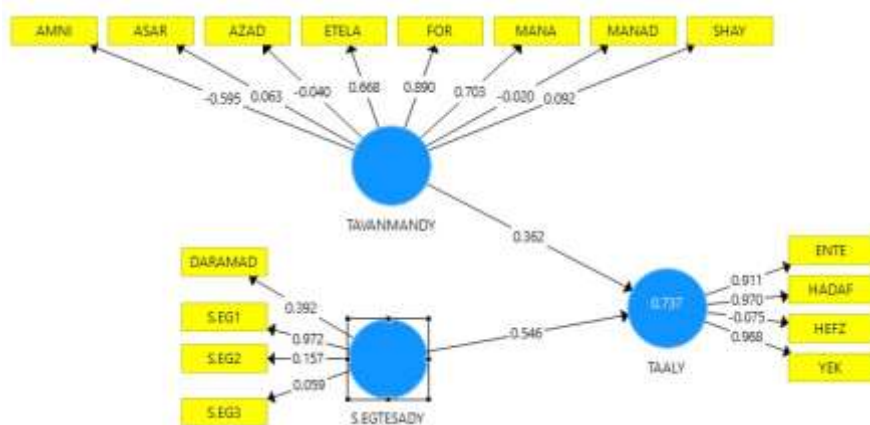 AMNI ASAR AZAD ETELA FOR MANA MANAD SHAY
-0.595 0.063 -0.040 0.668 0.890 0.703 -0.020 0.092
TAVANMANDY
0.362
DARAMAD
S.EG1
S.EG2
S.EG3
0.392
0.972
0.157
0.059
S.EGTESADY
0.546
0.737
TAALY
0.911
0.970
-0.075
0.968
ENTE
HADAF
HEFZ
YEK